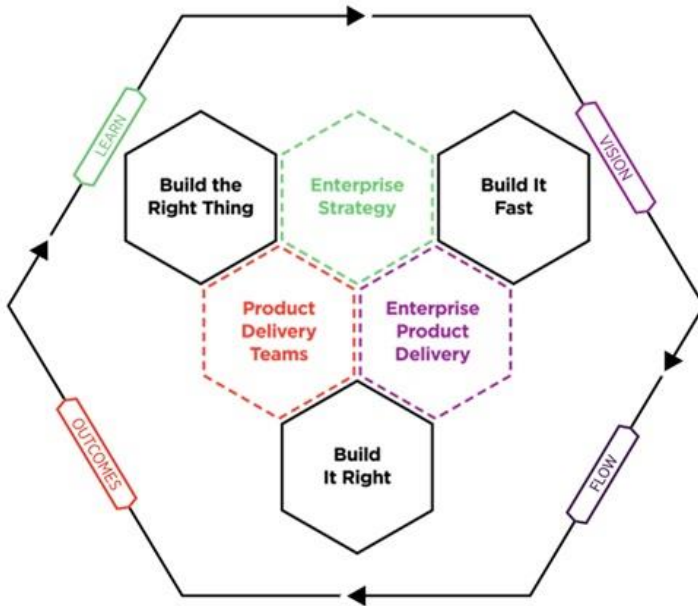 LEARN
VISION
Build the
Right Thing
Enterprise
Strategy
Build It
Fast
Product
Delivery
Teams
Enterprise
Product
Delivery
OUTCOMES
FLOW
Build
It Right